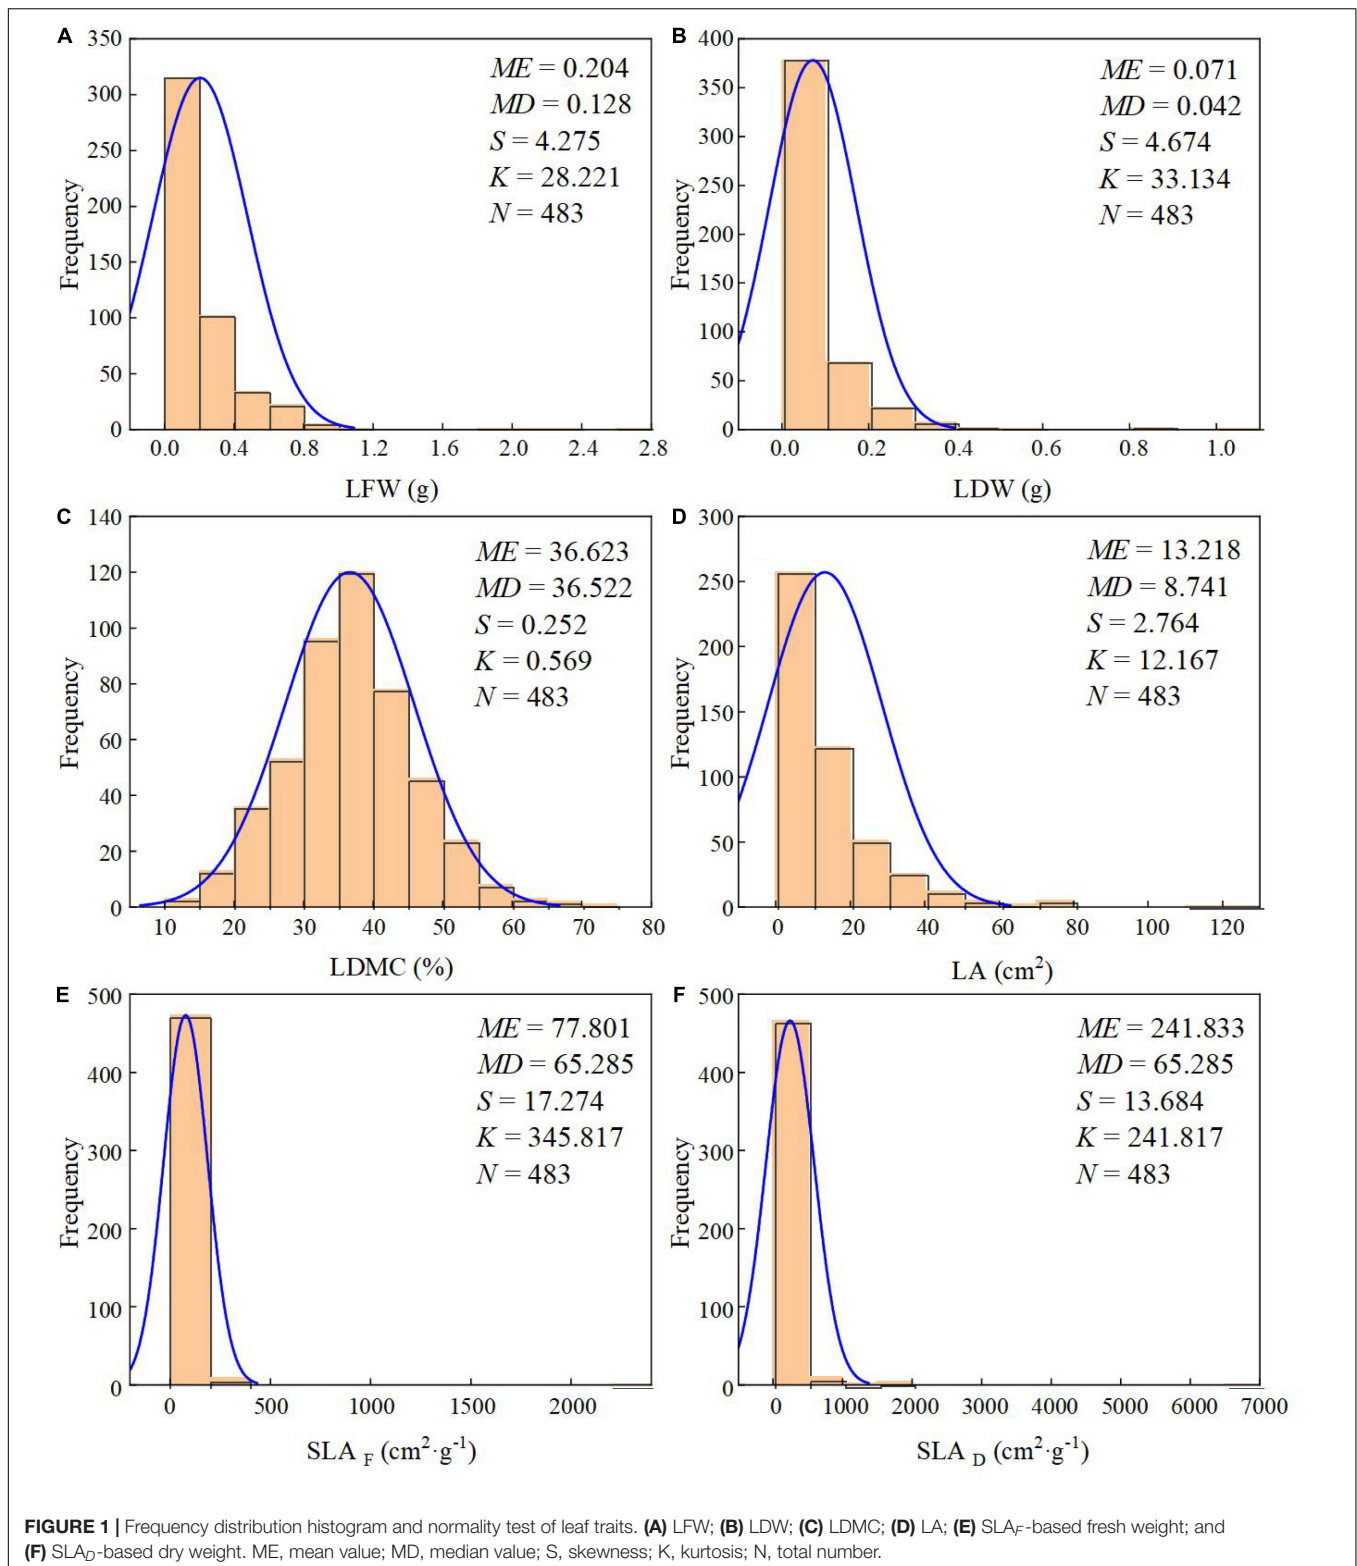 A
350
300
250
200
150
100
50
0
Frequency
ME = 0.204
MD = 0.128
S = 4.275
K = 28.221
N = 483
0.0 0.4 0.8 1.2 1.6 2.0 2.4 2.8
LFW (g)
B
400
350
300
250
200
150
100
50
0
Frequency
ME = 0.071
MD = 0.042
S = 4.674
K = 33.134
N = 483
0.0 0.2 0.4 0.6 0.8 1.0
LDW (g)
C
140
120
100
80
60
40
20
0
Frequency
ME = 36.623
MD = 36.522
S = 0.252
K = 0.569
N = 483
10 20 30 40 50 60 70 80
LDMC (%)
D
300
250
200
150
100
50
0
Frequency
ME = 13.218
MD = 8.741
S = 2.764
K = 12.167
N = 483
0 20 40 60 80 100 120
LA (cm²)
E
500
400
300
200
100
0
Frequency
ME = 77.801
MD = 65.285
S = 17.274
K = 345.817
N = 483
0 500 1000 1500 2000
SLA F (cm²·g⁻¹)
F
500
400
300
200
100
0
Frequency
ME = 241.833
MD = 65.285
S = 13.684
K = 241.817
N = 483
0 1000 2000 3000 4000 5000 6000 7000
SLA D (cm²·g⁻¹)
FIGURE 1 | Frequency distribution histogram and normality test of leaf traits. (A) LFW; (B) LDW; (C) LDMC; (D) LA; (E) SLAF-based fresh weight; and
(F) SLAD-based dry weight. ME, mean value; MD, median value; S, skewness; K, kurtosis; N, total number.